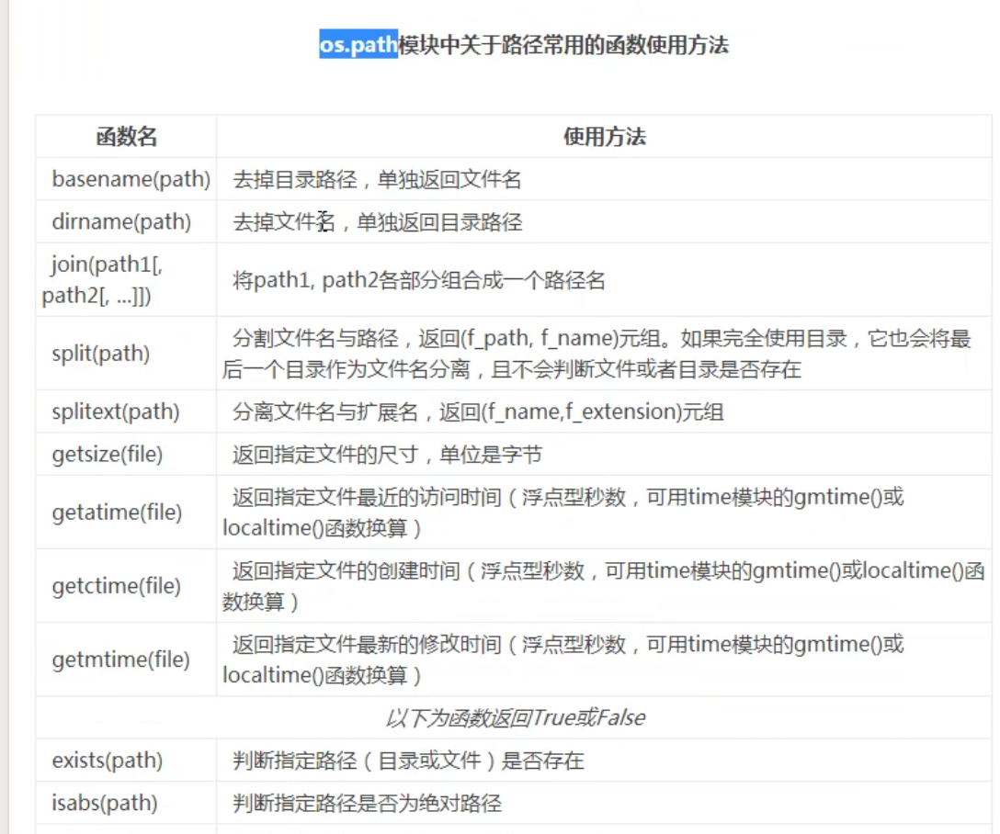 os.path模块中关于路径常用的函数使用方法
函数名 使用方法
basename(path) 去掉目录路径，单独返回文件名
dirname(path) 去掉文件名，单独返回目录路径
join(path1[,
path2[, ...]]) 将path1, path2各部分组合成一个路径名
split(path) 分割文件名与路径，返回(f_path, f_name)元组。如果完全使用目录，它也会将最
后一个目录作为文件名分离，且不会判断文件或者目录是否存在
splitext(path) 分离文件名与扩展名，返回(f_name,f_extension)元组
getsize(file) 返回指定文件的尺寸，单位是字节
getatime(file) 返回指定文件最近的访问时间（浮点型秒数，可用time模块的gmtime()或
localtime()函数换算）
getctime(file) 返回指定文件的创建时间（浮点型秒数，可用time模块的gmtime()或localtime()函
数换算）
getmtime(file) 返回指定文件最新的修改时间（浮点型秒数，可用time模块的gmtime()或
localtime()函数换算）
以下为函数返回True或False
exists(path) 判断指定路径（目录或文件）是否存在
isabs(path) 判断指定路径是否为绝对路径